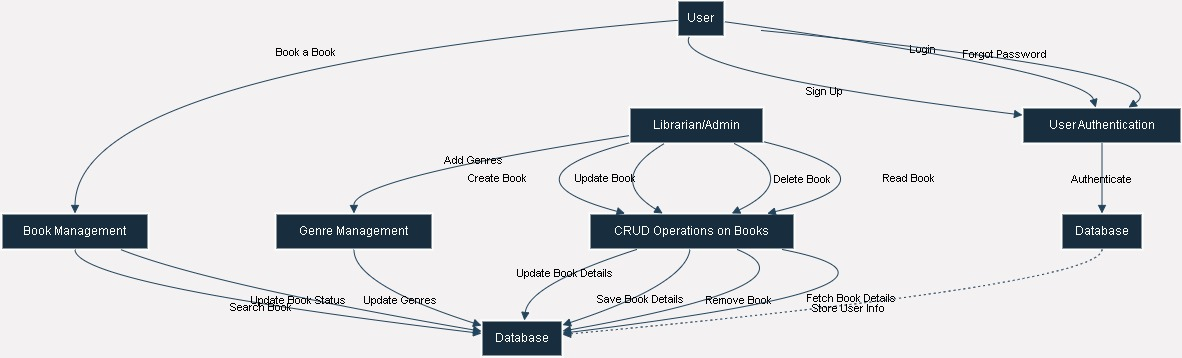 User
Book a Book
Login
Forgot Password
Sign Up
Librarian/Admin
User Authentication
Add Genres
Create Book
Update Book
Delete Book
Read Book
Authenticate
Book Management
Genre Management
CRUD Operations on Books
Database
Update Book Details
Update Book Status
Search Book
Update Genres
Save Book Details
Remove Book
Fetch Book Details
Store User Info
Database